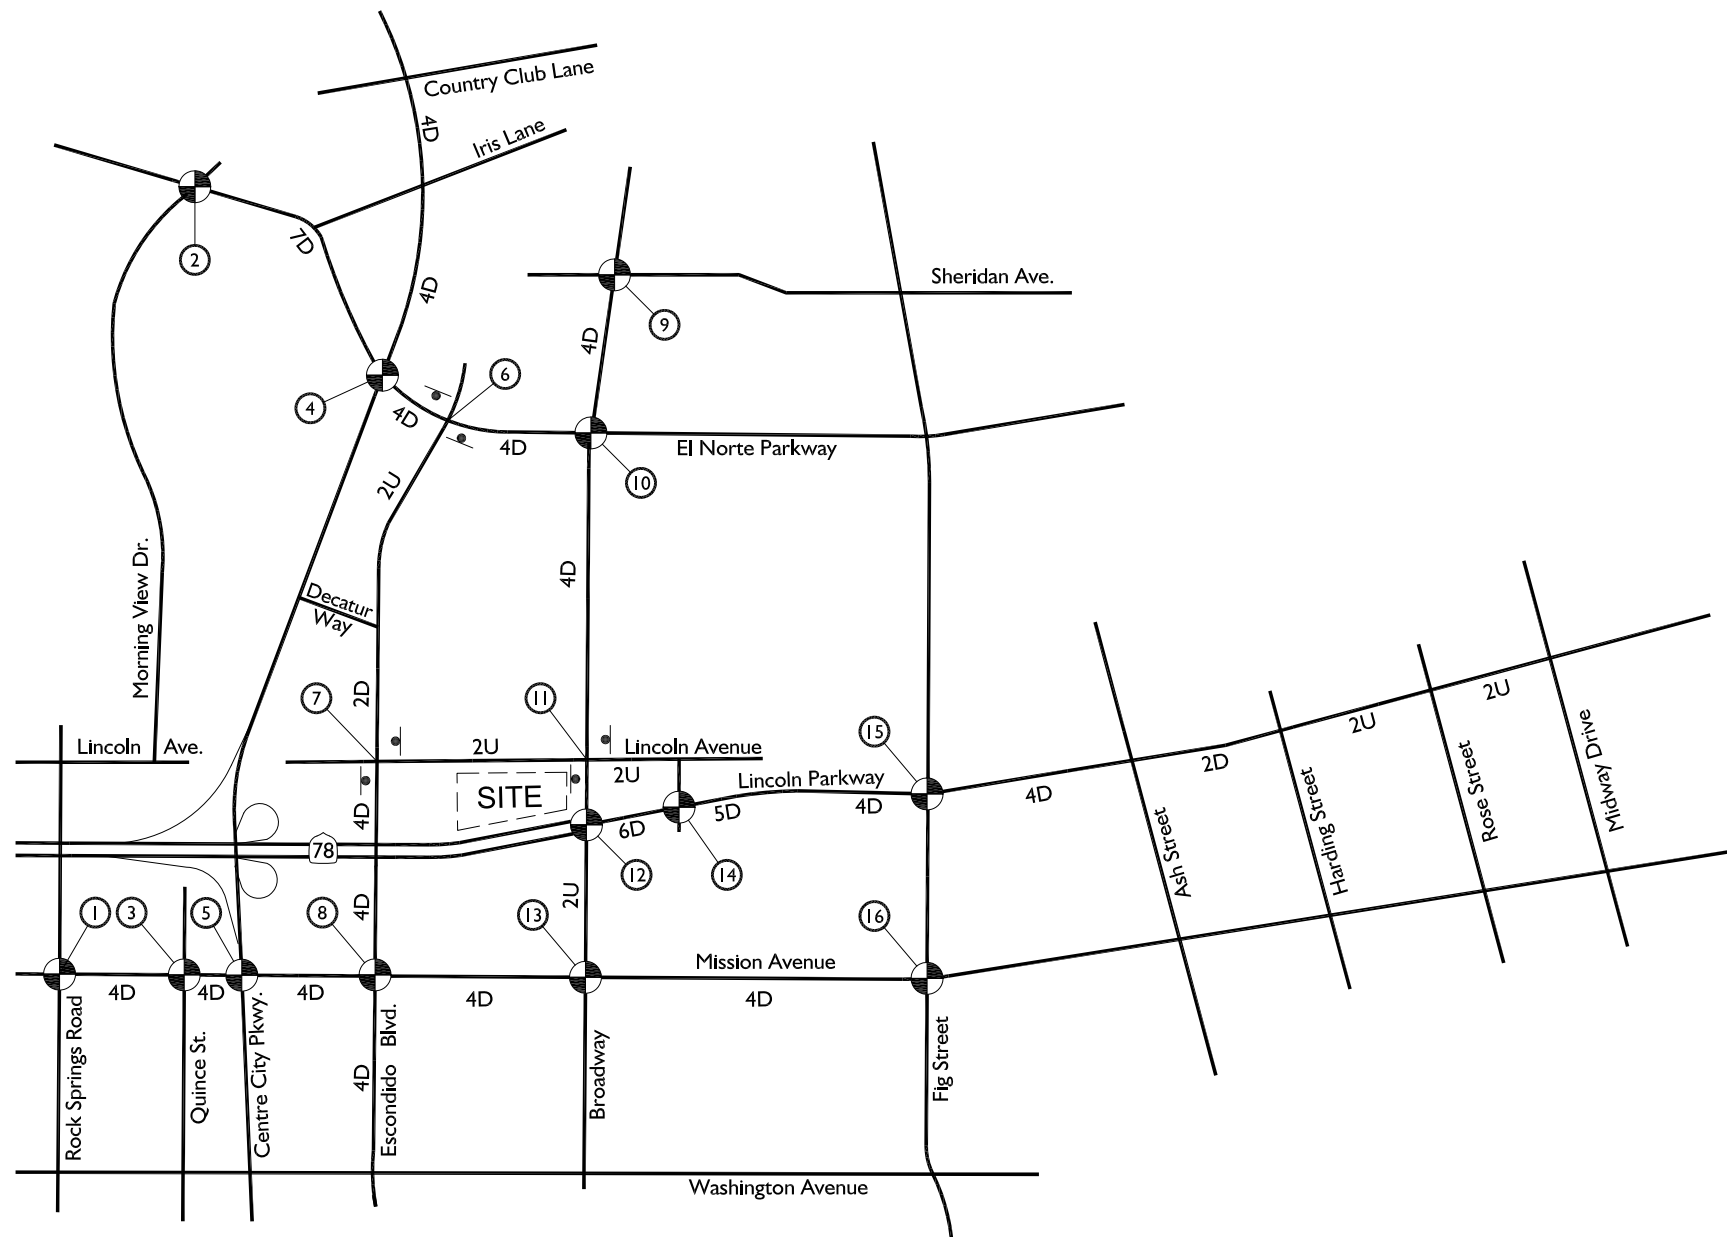 Country Club Lane
4D
Iris Lane
2
7D
4D
Sheridan Ave.
9
4D
6
4
4D
4D
El Norte Parkway
10
2U
4D
Morning View Dr.
Decatur
Way
7
2D
11
15
Lincoln Ave.
2U
Lincoln Avenue
2U
Lincoln Parkway
SITE
4D
6D
5D
4D
4D
2D
2U
2U
Midway Drive
Rose Street
Harding Street
Ash Street
78
12
14
1
3
5
8
4D
13
2U
16
Mission Avenue
4D
4D
4D
4D
4D
Rock Springs Road
Quince St.
Centre City Pkwy.
4D
Escondido Blvd.
Broadway
Fig Street
Washington Avenue